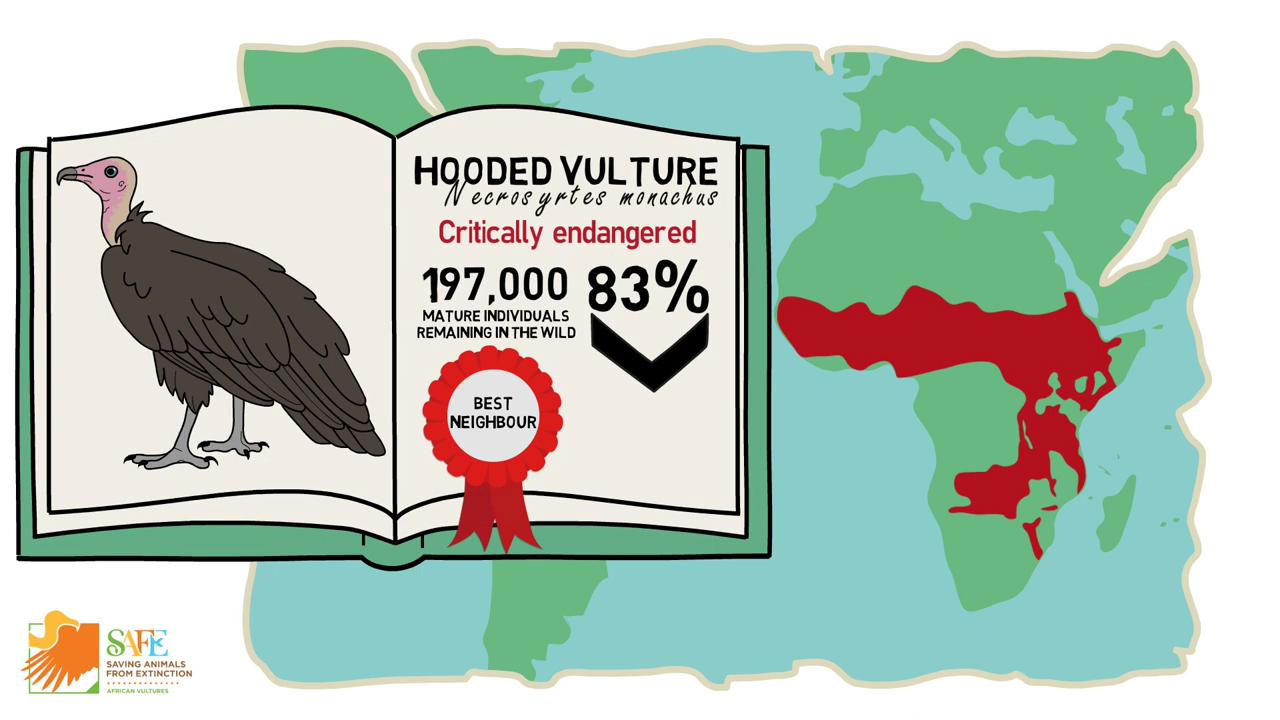 HOODED VULTURE
Necrosyrtes monachus
Critically endangered
197,000
MATURE INDIVIDUALS
REMAINING IN THE WILD
83%
BEST
NEIGHBOUR
SAFE
SAVING ANIMALS
FROM EXTINCTION
AFRICAN VULTURES